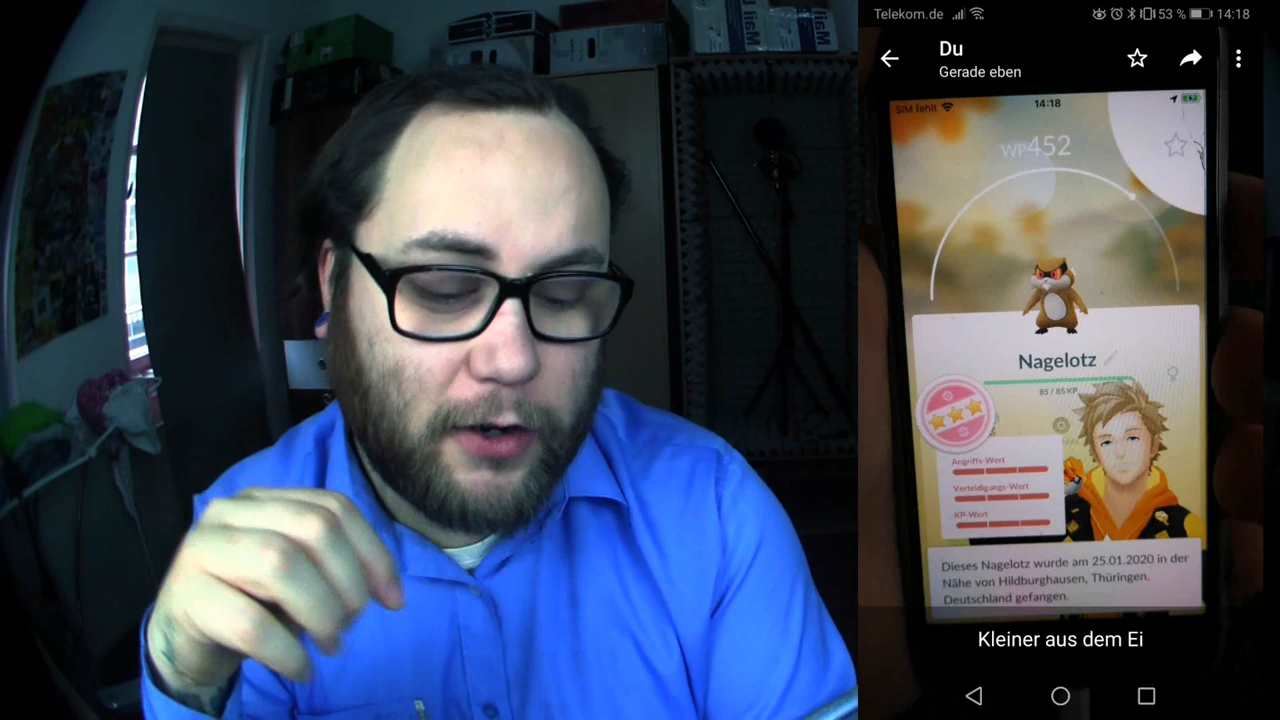 Mail
Mail
Telekom.de
53 % 14:18
Du
Gerade eben
SIM fehlt
14:18
WP452
Nagelotz
85 / 85 KP
Angriffs-Wert
Verteidigungs-Wert
KP-Wert
Dieses Nagelotz wurde am 25.01.2020 in der
Nähe von Hildburghausen, Thüringen,
Deutschland gefangen.
Kleiner aus dem Ei